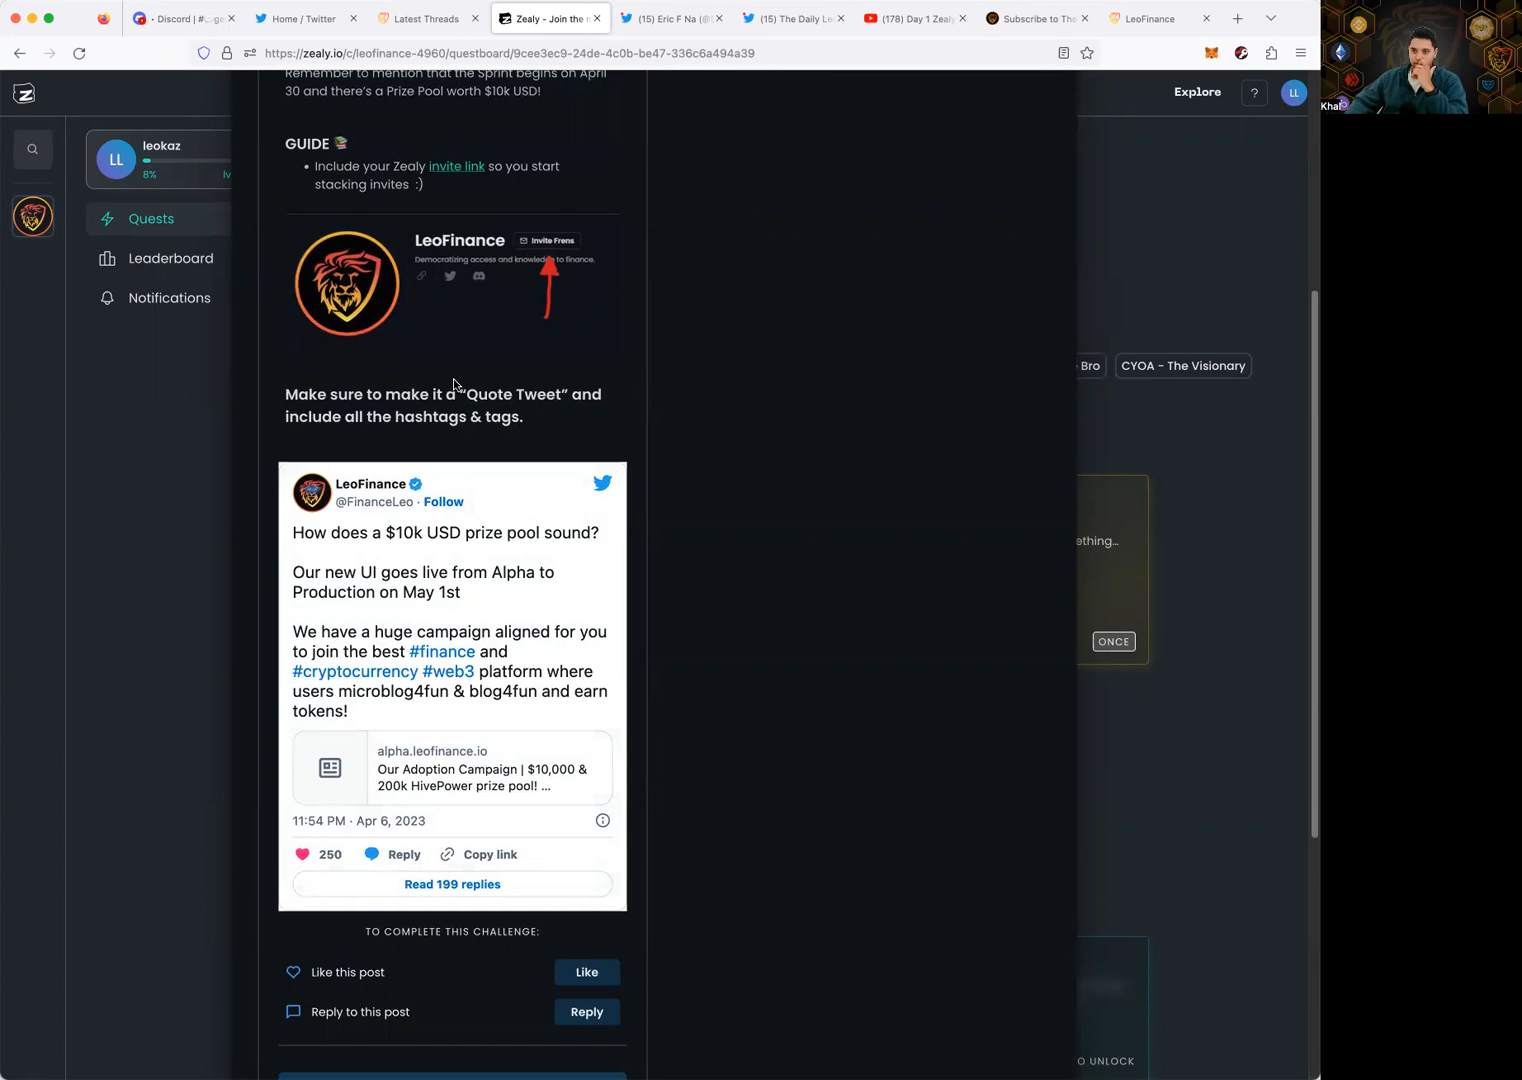 Discord | #
Home / Twitter
Latest Threads
Zealy - Join the
(15) Eric F Na (@
(15) The Daily Le
(178) Day 1 Zealy
Subscribe to The
LeoFinance
https://zealy.io/c/leofinance-4960/questboard/9cee3ec9-24de-4c0b-be47-336c6a494a39
Khal
Remember to mention that the Sprint begins on April
30 and there's a Prize Pool worth $10k USD!
Explore
?
LL
leokaz
LL
8%
lv
GUIDE
• Include your Zealy invite link so you start
stacking invites :)
Quests
Leaderboard
Notifications
LeoFinance
Invite Frens
Democratizing access and knowledge to finance.
Bro
CYOA - The Visionary
Make sure to make it a "Quote Tweet" and
include all the hashtags & tags.
LeoFinance
@FinanceLeo · Follow
How does a $10k USD prize pool sound?
Our new UI goes live from Alpha to
Production on May 1st
We have a huge campaign aligned for you
to join the best #finance and
#cryptocurrency #web3 platform where
users microblog4fun & blog4fun and earn
tokens!
alpha.leofinance.io
Our Adoption Campaign | $10,000 &
200k HivePower prize pool! ...
11:54 PM · Apr 6, 2023
250
Reply
Copy link
Read 199 replies
ething...
ONCE
TO COMPLETE THIS CHALLENGE:
Like this post
Like
Reply to this post
Reply
O UNLOCK